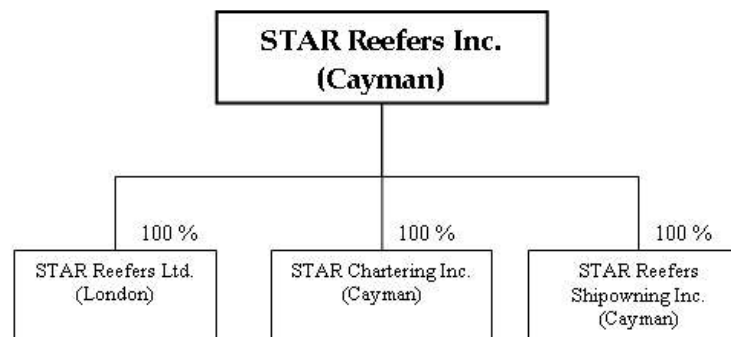 STAR Reefers Inc.
(Cayman)
100 %
100 %
100 %
STAR Reefers Ltd.
(London)
STAR Chartering Inc.
(Cayman)
STAR Reefers
Shipowning Inc.
(Cayman)